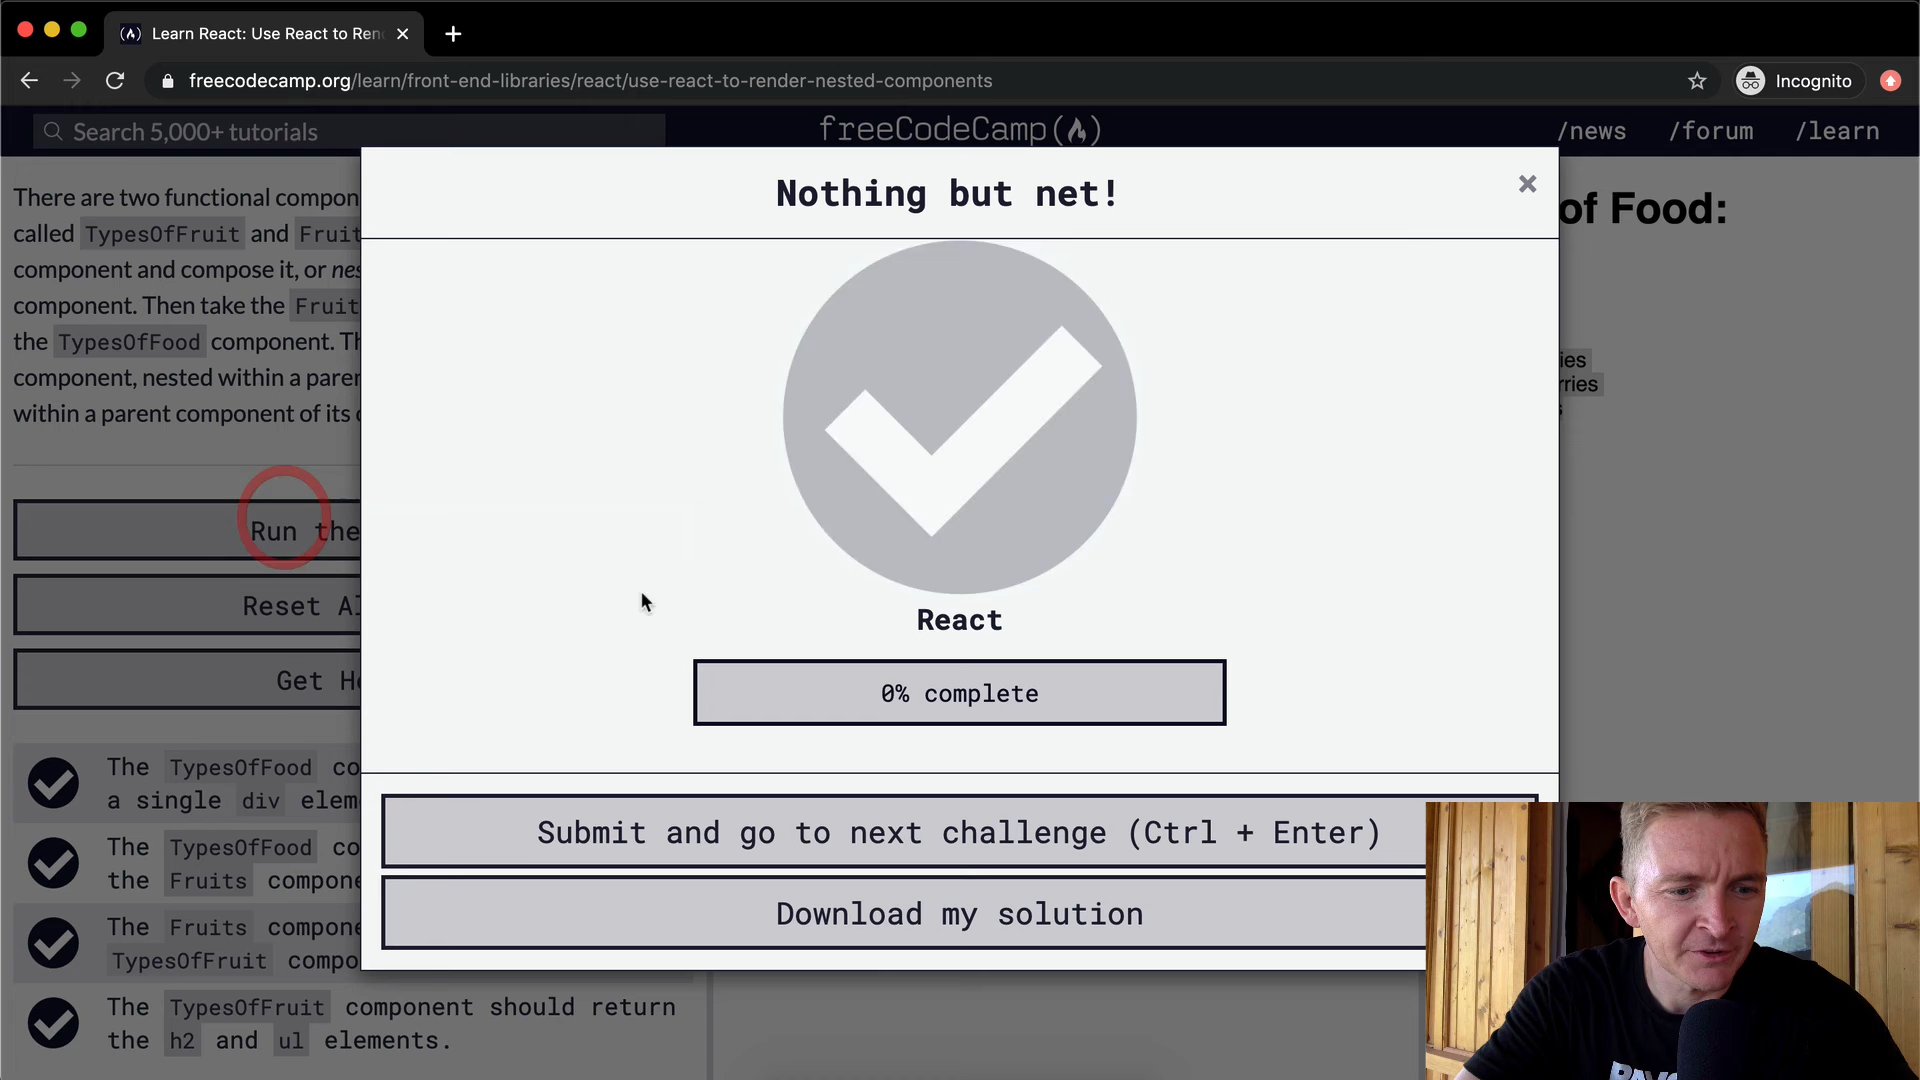 Learn React: Use React to Ren
freecodecamp.org/learn/front-end-libraries/react/use-react-to-render-nested-components
Incognito
Search 5,000+ tutorials
freeCodeCamp
/news
/forum
/learn
There are two functional compon
called TypesOfFruit and Fruit
component and compose it, or nes
component. Then take the Fruit
the TypesOfFood component. Th
component, nested within a paren
within a parent component of its
Run the
Reset Al
Get He
The TypesOfFood co
a single div elem
The TypesOfFood co
the Fruits compone
The Fruits compone
TypesOfFruit compo
The TypesOfFruit component should return
the h2 and ul elements.
Nothing but net!
React
0% complete
Submit and go to next challenge (Ctrl + Enter)
Download my solution
of Food:
ies
rries
s